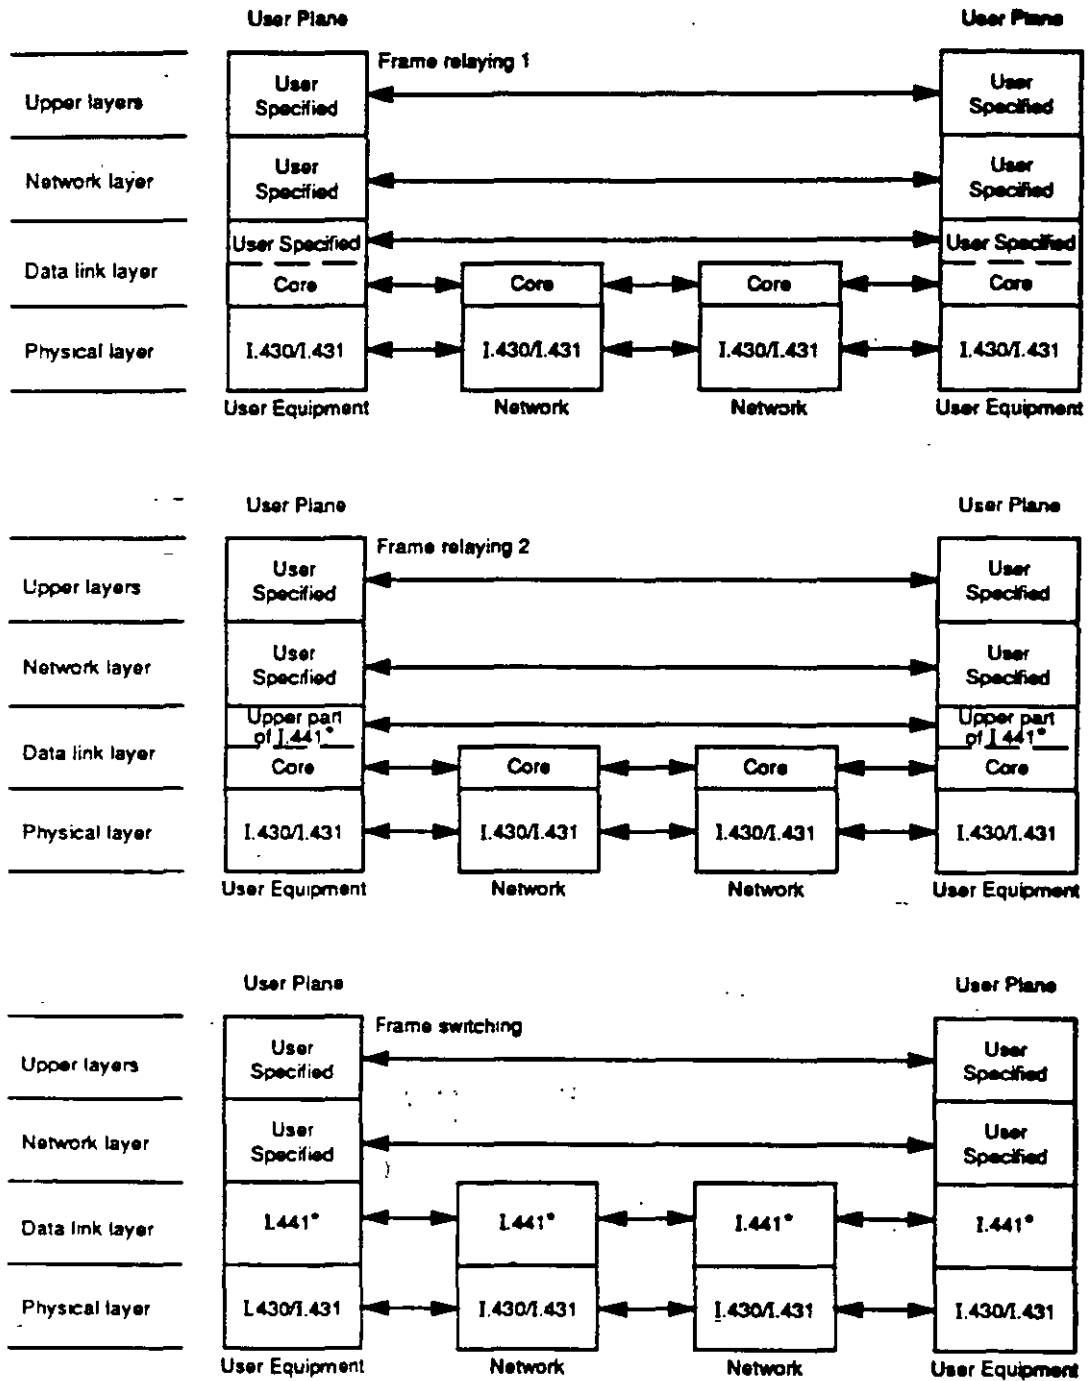 User Plane User Plane
Frame relaying 1
Upper layers User Specified User Specified
Network layer User Specified User Specified
User Specified User Specified
Data link layer Core Core Core Core
Physical layer I.430/I.431 I.430/I.431 I.430/I.431 I.430/I.431
User Equipment Network Network User Equipment
User Plane User Plane
Frame relaying 2
Upper layers User Specified User Specified
Network layer User Specified User Specified
Upper part of I.441* Upper part of I.441*
Data link layer Core Core Core Core
Physical layer I.430/I.431 I.430/I.431 I.430/I.431 I.430/I.431
User Equipment Network Network User Equipment
User Plane User Plane
Frame switching
Upper layers User Specified User Specified
Network layer User Specified User Specified
Data link layer I.441* I.441* I.441* I.441*
Physical layer I.430/I.431 I.430/I.431 I.430/I.431 I.430/I.431
User Equipment Network Network User Equipment